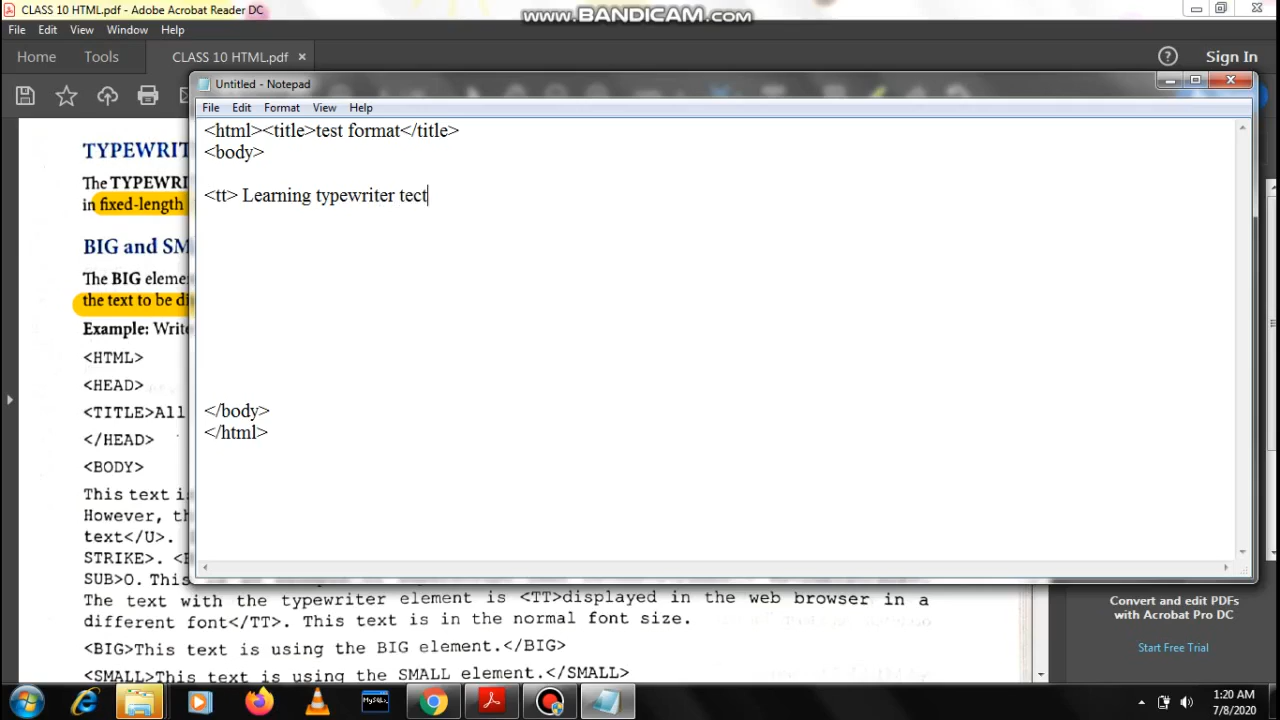 CLASS 10 HTML.pdf - Adobe Acrobat Reader DC
www.BANDICAM.com
File Edit View Window Help
Home Tools CLASS 10 HTML.pdf ×
? Sign In
Untitled - Notepad
File Edit Format View Help
<html><title>test format</title>
<body>
<tt> Learning typewriter tect
</body>
</html>
TYPEWRIT
The TYPEWRI
in fixed-length
BIG and SM
The BIG eleme
the text to be di
Example: Write
<HTML>
<HEAD>
<TITLE>All
</HEAD>
<BODY>
This text is
However, th
text</U>.
STRIKE>. <
SUB>O. This
The text with the typewriter element is <TT>displayed in the web browser in a
different font</TT>. This text is in the normal font size.
<BIG>This text is using the BIG element.</BIG>
<SMALL>This text is using the SMALL element.</SMALL>
Convert and edit PDFs
with Acrobat Pro DC
Start Free Trial
MySQL
1:20 AM
7/8/2020